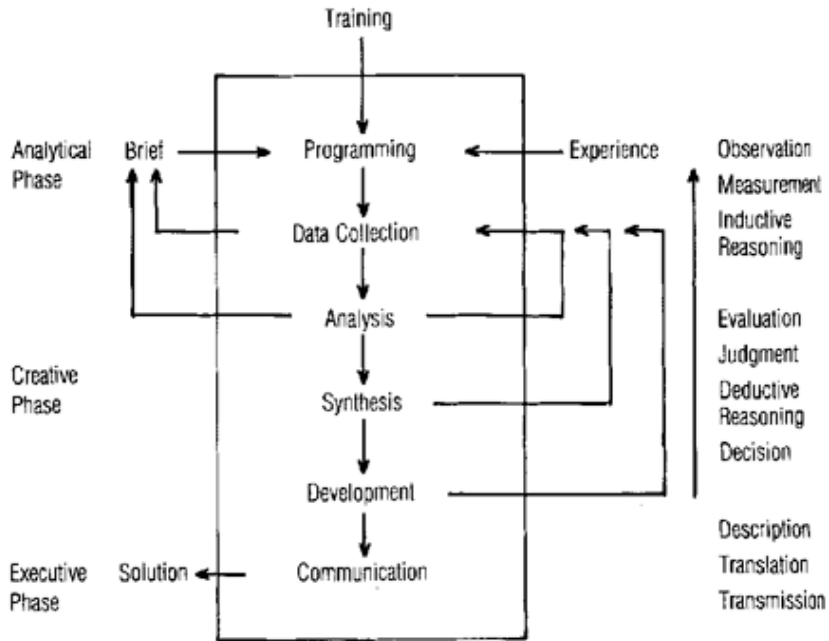 Training
Analytical Phase
Brief
Programming
Experience
Observation
Measurement
Data Collection
Inductive
Reasoning
Analysis
Evaluation
Judgment
Creative
Phase
Synthesis
Deductive
Reasoning
Decision
Development
Description
Executive
Phase
Solution
Communication
Translation
Transmission